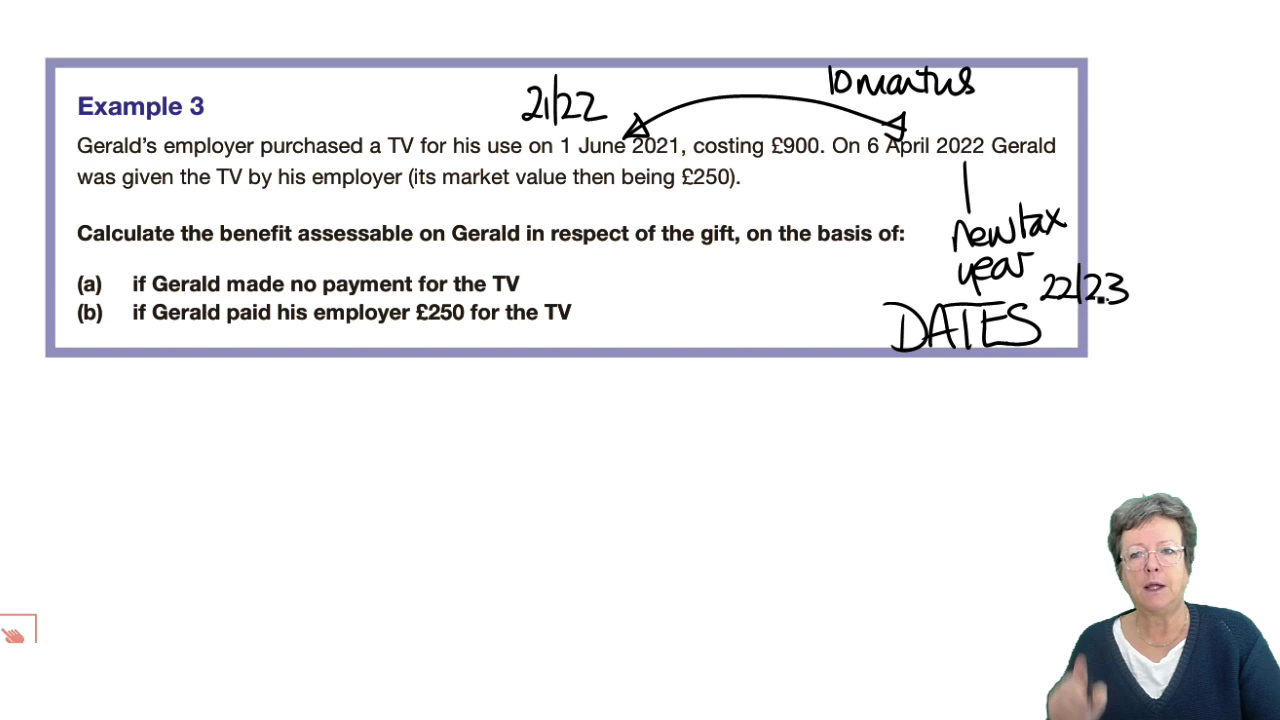 10 months
21/22
Example 3
Gerald's employer purchased a TV for his use on 1 June 2021, costing £900. On 6 April 2022 Gerald
was given the TV by his employer (its market value then being £250).
Calculate the benefit assessable on Gerald in respect of the gift, on the basis of:
new tax
year
22/23
(a) if Gerald made no payment for the TV
(b) if Gerald paid his employer £250 for the TV
DATES